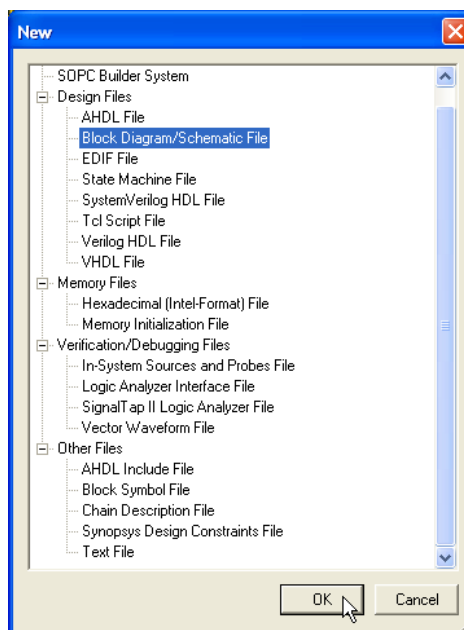 New
SOPC Builder System
Design Files
AHDL File
Block Diagram/Schematic File
EDIF File
State Machine File
SystemVerilog HDL File
Tcl Script File
Verilog HDL File
VHDL File
Memory Files
Hexadecimal (Intel-Format) File
Memory Initialization File
Verification/Debugging Files
In-System Sources and Probes File
Logic Analyzer Interface File
SignalTap II Logic Analyzer File
Vector Waveform File
Other Files
AHDL Include File
Block Symbol File
Chain Description File
Synopsys Design Constraints File
Text File
OK Cancel